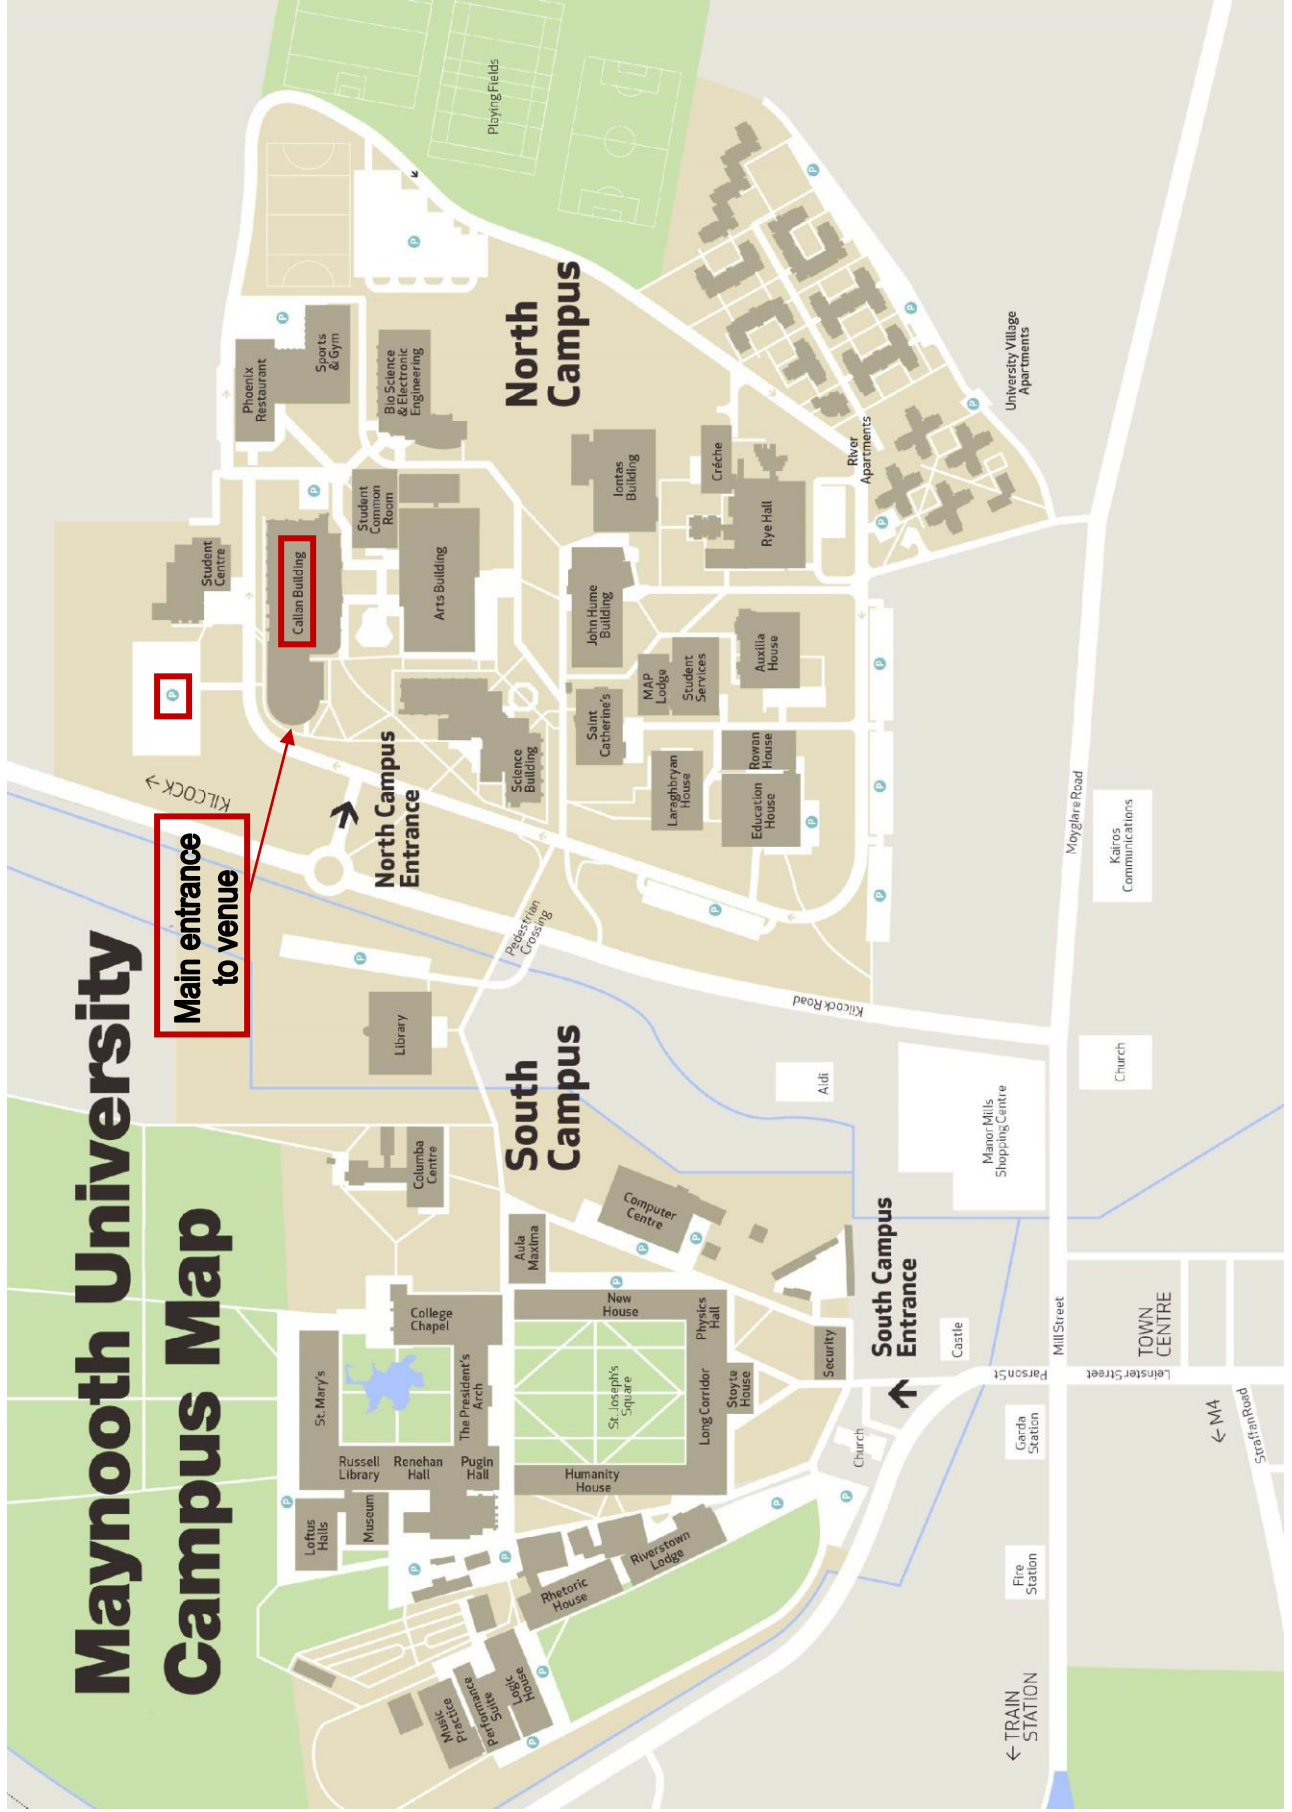 Maynooth University
Campus Map
Main entrance
to venue
KILCOCK →
P
Student
Centre
Callan Building
Phoenix
Restaurant
Sports
& Gym
Bio Science
& Electronic
Engineering
Student
Common
Room
Arts Building
Science
Building
North Campus
Entrance
North
Campus
Playing Fields
Iontas
Building
Créche
Rye Hall
River
Apartments
University Village
Apartments
John Hume
Building
Saint
Catherine's
MAP
Lodge
Student
Services
Auxilia
House
Laraghbryan
House
Rowan
House
Education
House
Pedestrian
Crossing
Kilcock Road
Moyglare Road
Kairos
Communications
Church
Library
South
Campus
Aldi
Manor Mills
Shopping Centre
Columba
Centre
Computer
Centre
Aula
Maxima
College
Chapel
St. Mary's
The President's
Arch
Russell
Library
Renehan
Hall
Pugin
Hall
Loftus
Halls
Museum
New
House
Physics
Hall
St. Joseph's
Square
Long Corridor
Stoyte
House
Humanity
House
Security
South Campus
Entrance
Castle
Church
Riverstown
Lodge
Rhetoric
House
Logic
House
Performance
Suite
Music
Practice
Mill Street
Parson St
Leinster Street
TOWN
CENTRE
← M4
Straffan Road
Garda
Station
Fire
Station
← TRAIN
STATION